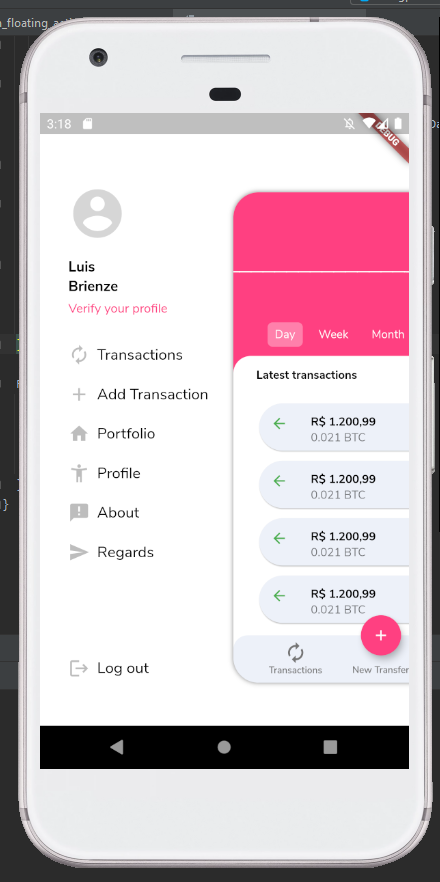 n_floating_acti
3:18
DEBUG
Luis
Brienze
Verify your profile
Transactions
Add Transaction
Portfolio
Profile
About
Regards
Log out
Day Week Month
Latest transactions
R$ 1.200,99
0.021 BTC
R$ 1.200,99
0.021 BTC
R$ 1.200,99
0.021 BTC
R$ 1.200,99
0.021 BTC
Transactions New Transfer